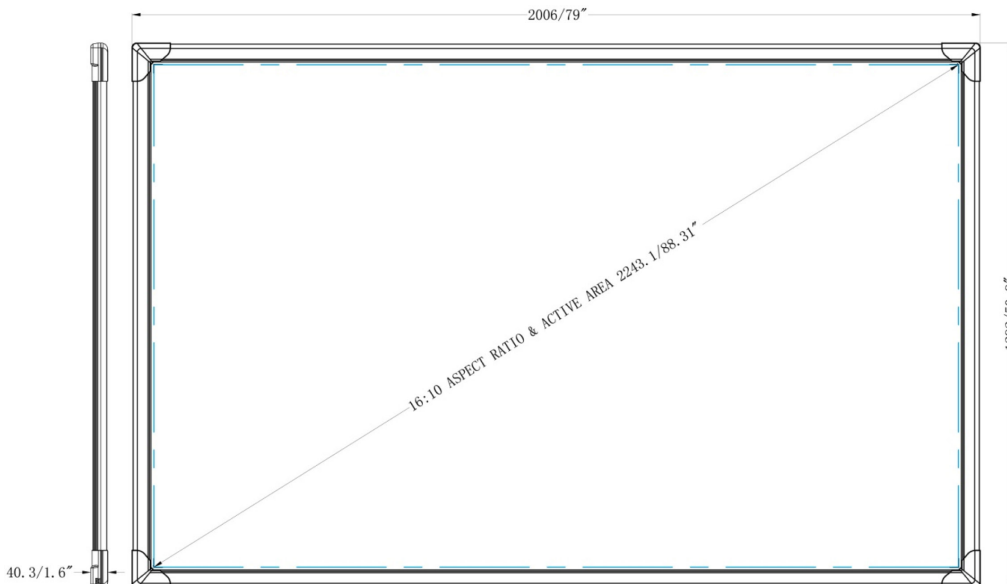 2006/79″
16:10 ASPECT RATIO & ACTIVE AREA 2243.1/88.31″
40.3/1.6″